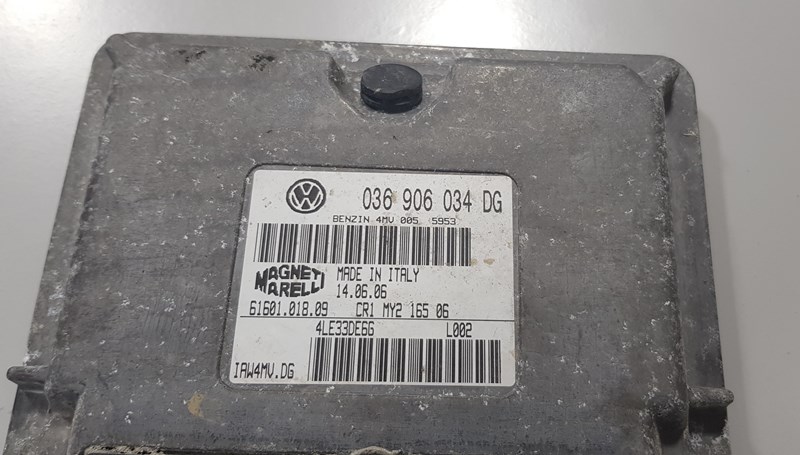 036 906 034 DG
BENZIN 4MV 005 5953
MAGNETI MARELLI
MADE IN ITALY
14.06.06
61601.018.09 CR1 MY2 165 06
4LE33DE66 L002
IAW4MV.DG